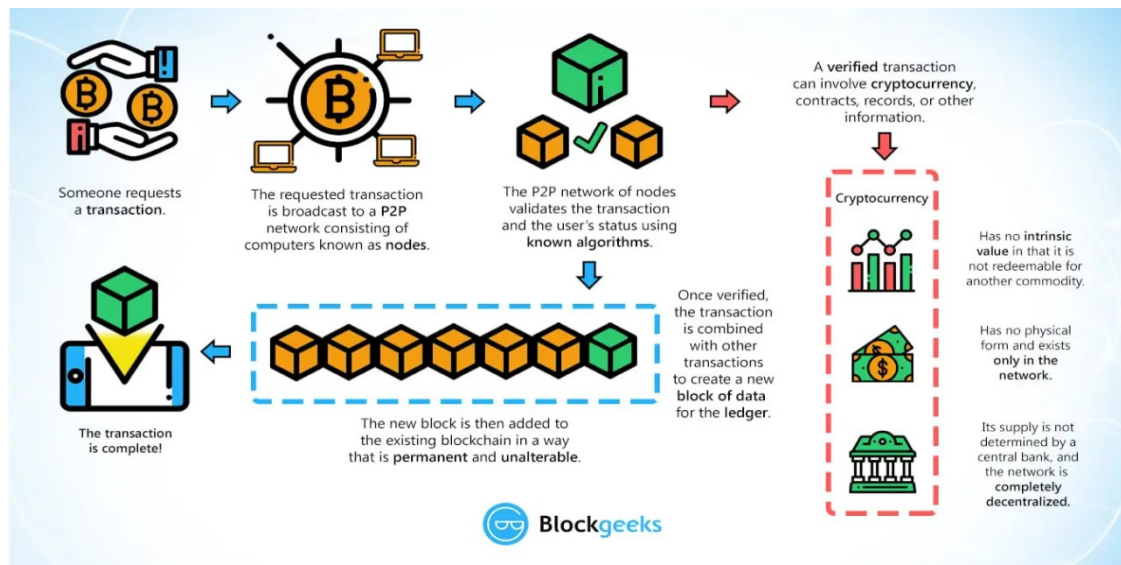 Someone requests
a transaction.
The requested transaction
is broadcast to a P2P
network consisting of
computers known as nodes.
The P2P network of nodes
validates the transaction
and the user's status using
known algorithms.
A verified transaction
can involve cryptocurrency,
contracts, records, or other
information.
Cryptocurrency
Has no intrinsic
value in that it is
not redeemable for
another commodity.
Has no physical
form and exists
only in the
network.
Its supply is not
determined by a
central bank, and
the network is
completely
decentralized.
Once verified,
the transaction
is combined
with other
transactions
to create a new
block of data
for the ledger.
The new block is then added to
the existing blockchain in a way
that is permanent and unalterable.
The transaction
is complete!
Blockgeeks